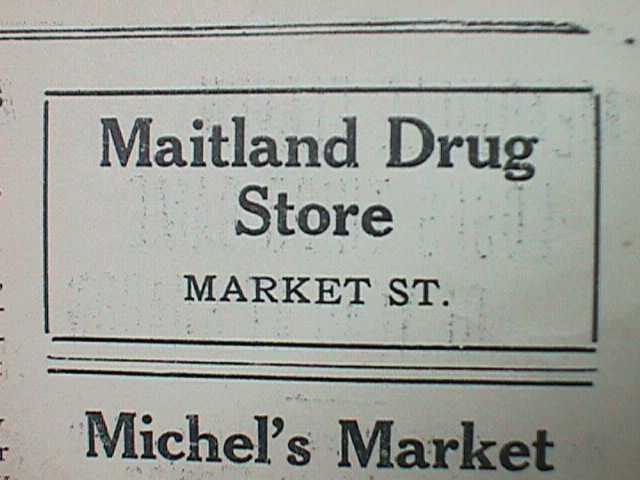 Maitland Drug
Store
MARKET ST.
Michel's Market